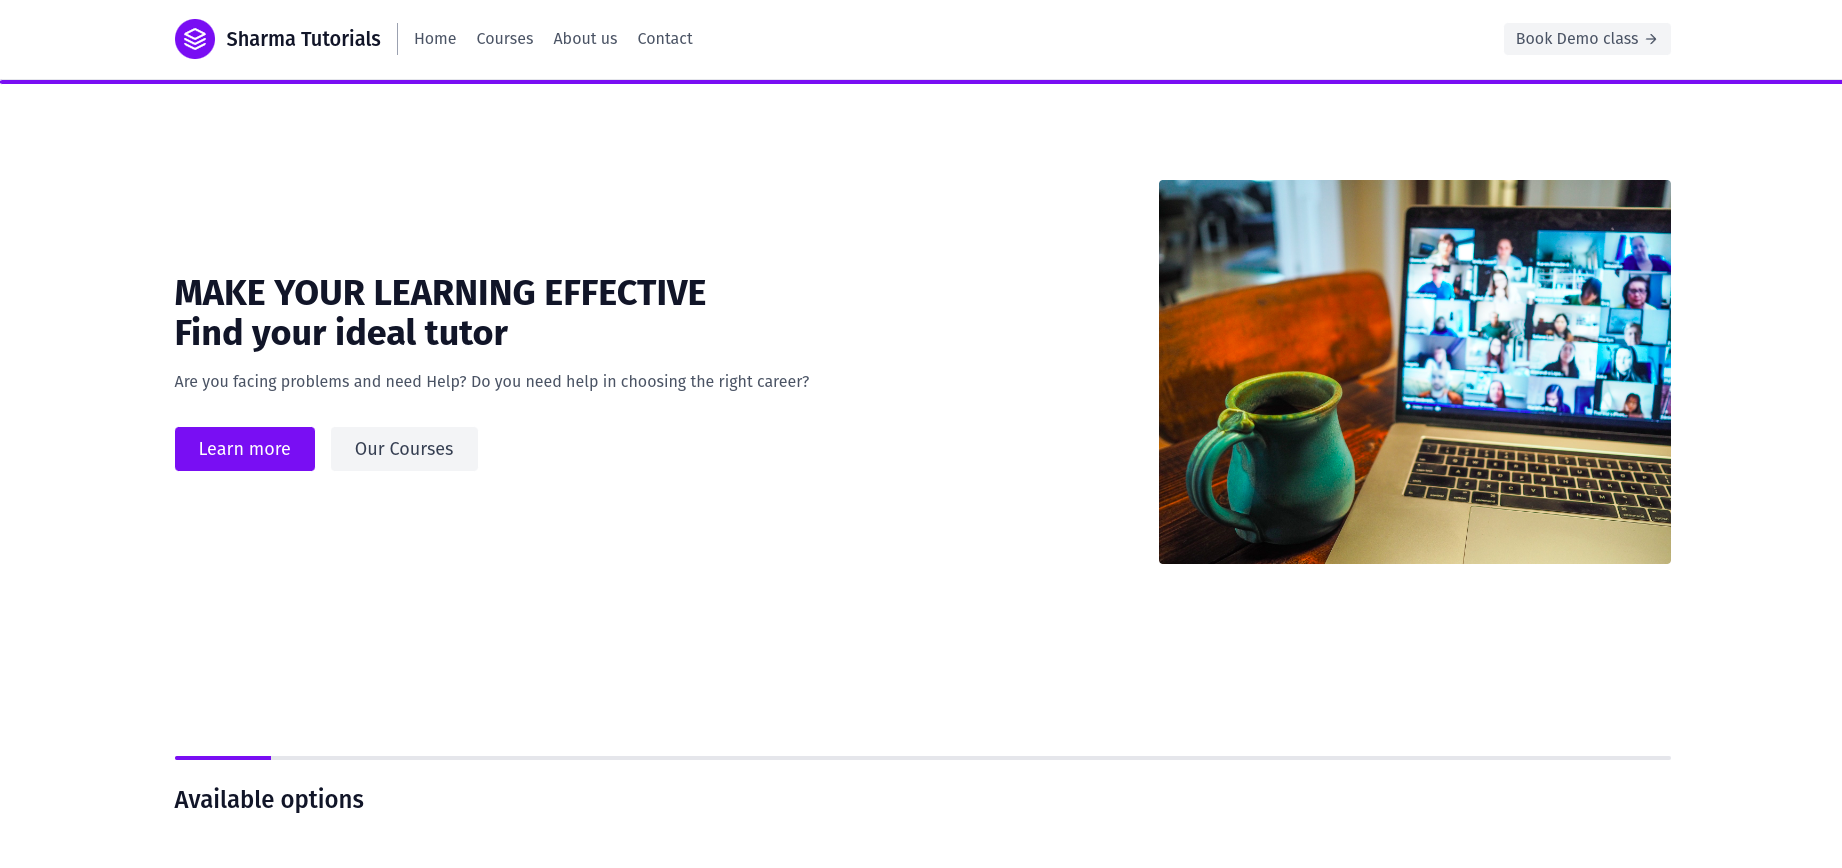 Sharma Tutorials
Home
Courses
About us
Contact
Book Demo class
MAKE YOUR LEARNING EFFECTIVE
Find your ideal tutor
Are you facing problems and need Help? Do you need help in choosing the right career?
Learn more
Our Courses
Available options